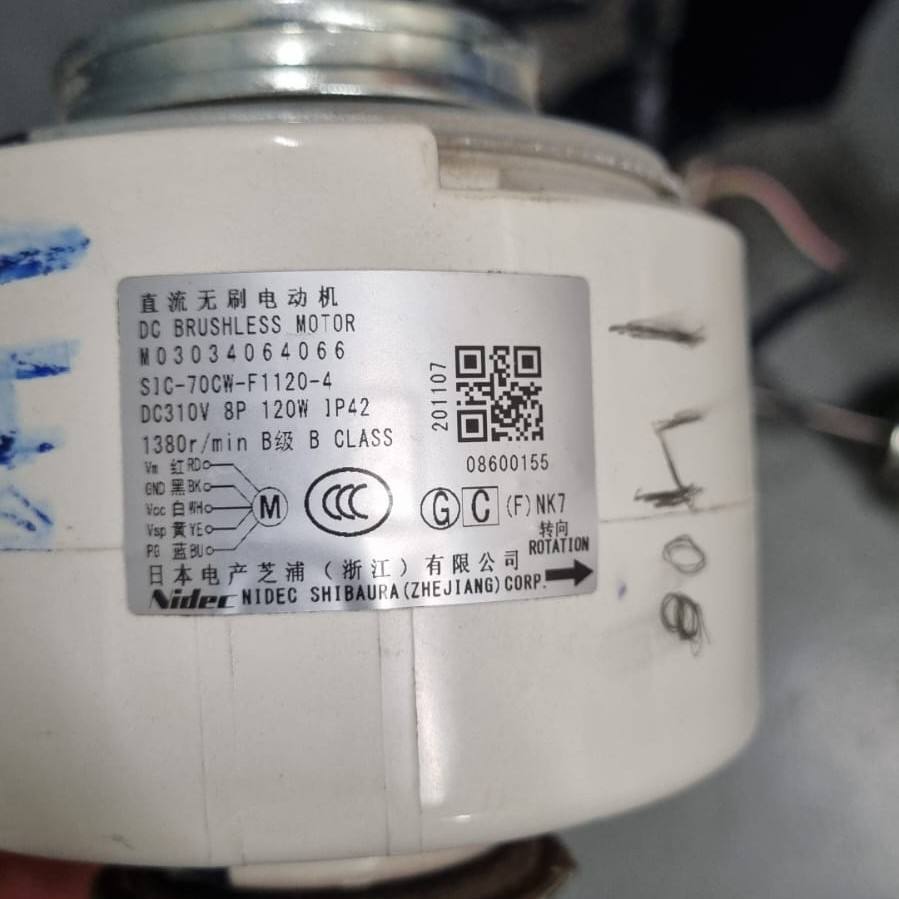 直流无刷电动机
DC BRUSHLESS MOTOR
M03034064066
SIC-70CW-F1120-4
DC310V 8P 120W IP42
1380r/min B级 B CLASS
201107
08600155
Vm 红RD
GND 黑BK
Vcc 白WH
Vsp 黄YE
PG 蓝BU
M
CCC
G C (F)NK7
转向
ROTATION
日本电产芝浦（浙江）有限公司
Nidec NIDEC SHIBAURA(ZHEJIANG)CORP.